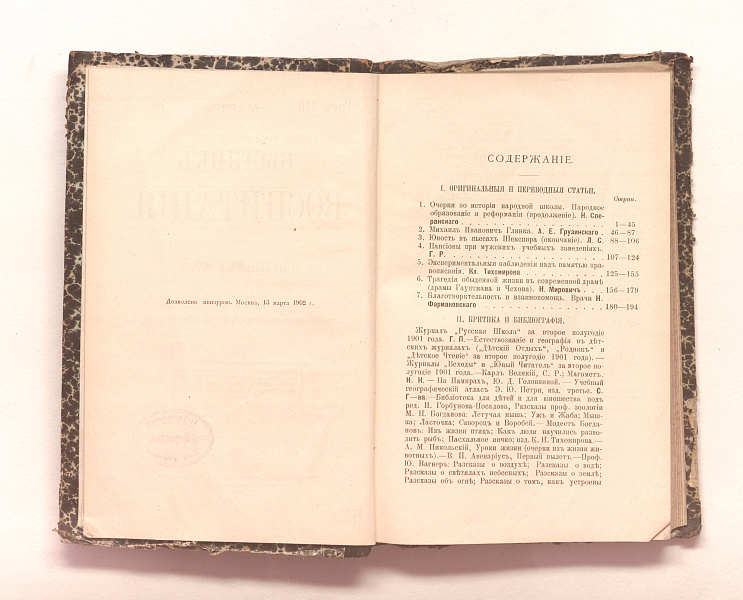 Дозволено цензурою. Москва, 13 марта 1902 г.
СОДЕРЖАНІЕ.
I. ОРИГИНАЛЬНЫЯ И ПЕРЕВОДНЫЯ СТАТЬИ.
Стран.
1. Очерки по исторіи народной школы. Народное
образованіе и реформація (продолженіе). Н. Спе-
ранскаго . . . 1—45
2. Михаилъ Ивановичъ Глинка. А. Е. Грузинскаго . 46—87
3. Юность въ пьесахъ Шекспира (окончаніе). Л. С. 88—106
4. Пансіоны при мужскихъ учебныхъ заведеніяхъ.
Г. Р. . . . 107—124
5. Экспериментальныя наблюденія надъ памятью пра-
вописанія. Кл. Тихомирова . . . 125—155
6. Трагедія обыденной жизни въ современной драмѣ
(драмы Гауптмана и Чехова). Н. Мировичъ . . . 156—179
7. Благотворительность и взаимопомощь. Врача Н.
Фармаковскаго . . . 180—194
II. КРИТИКА И БИБЛІОГРАФІЯ.
Журналъ „Русская Школа" за второе полугодіе
1901 года. Г. П.—Естествознаніе и географія въ дѣт-
скихъ журналахъ („Дѣтскій Отдыхъ", „Родникъ" и
„Дѣтское Чтеніе" за второе полугодіе 1901 года).—
Журналы „Всходы" и „Юный Читатель" за второе по-
лугодіе 1901 года.—Карлъ Великій, С. Р.; Магометъ.
Н. И. — На Памирахъ, Ю. Д. Головниной. — Учебный
географическій атласъ Э. Ю. Петри, изд. третье. С.
Г—ва.—Библіотека для дѣтей и для юношества подъ
ред. И. Горбунова-Посадова, Разсказы проф. зоологіи
М. Н. Богданова: Летучая мышь; Ужъ и Жаба; Мыш-
ка; Ласточка; Скворецъ и Воробей.— Модестъ Богда-
новъ: Изъ жизни птицъ; Какъ люди научились разво-
дить рыбъ; Пасхальное яичко; изд. К. И. Тихомирова.—
А. М. Никольскій, Уроки жизни (очерки изъ жизни жи-
вотныхъ).—В. П. Авенаріусъ, Первый вылетъ.—Проф.
Ю. Вагнеръ: Разсказы о воздухѣ; Разсказы о водѣ;
Разсказы о свѣтилахъ небесныхъ; Разсказы о землѣ;
Разсказы объ огнѣ; Разсказы о томъ, какъ устроены